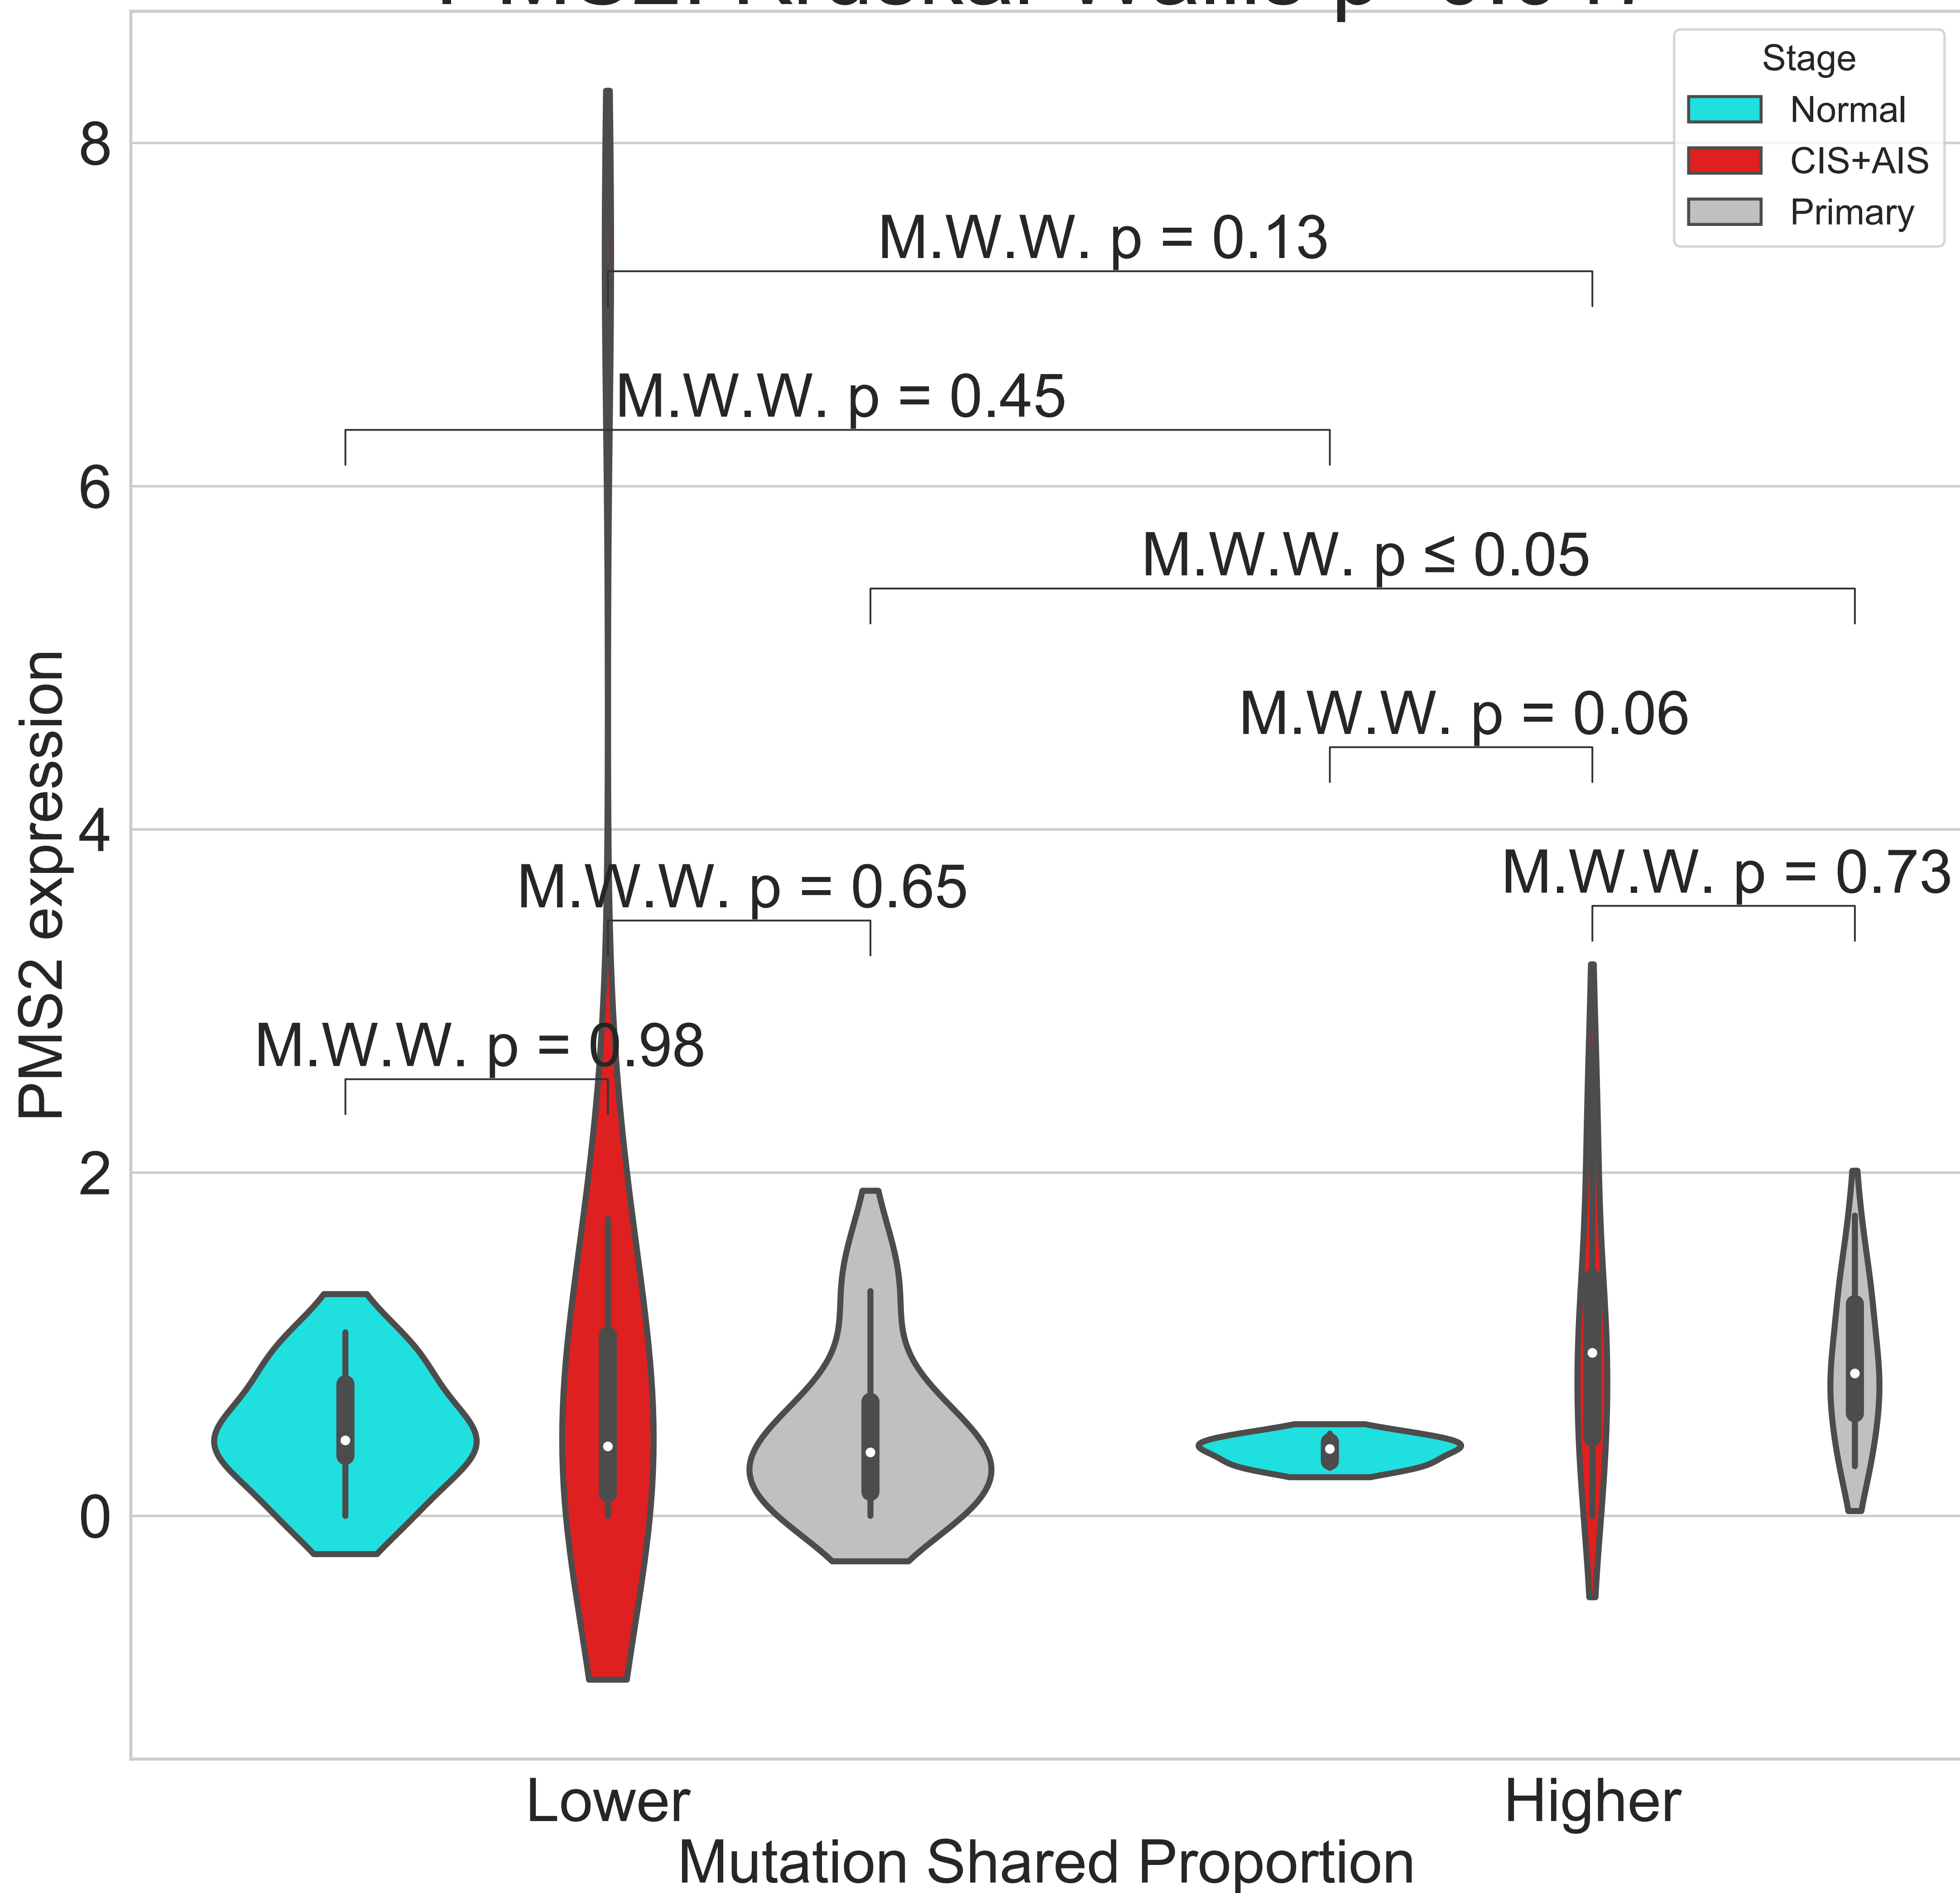 Stage
Normal
CIS+AIS
Primary
M.W.W. p = 0.13
M.W.W. p = 0.45
M.W.W. p ≤ 0.05
M.W.W. p = 0.06
M.W.W. p = 0.65
M.W.W. p = 0.73
M.W.W. p = 0.98
PMS2 expression
8
6
4
2
0
Lower
Higher
Mutation Shared Proportion